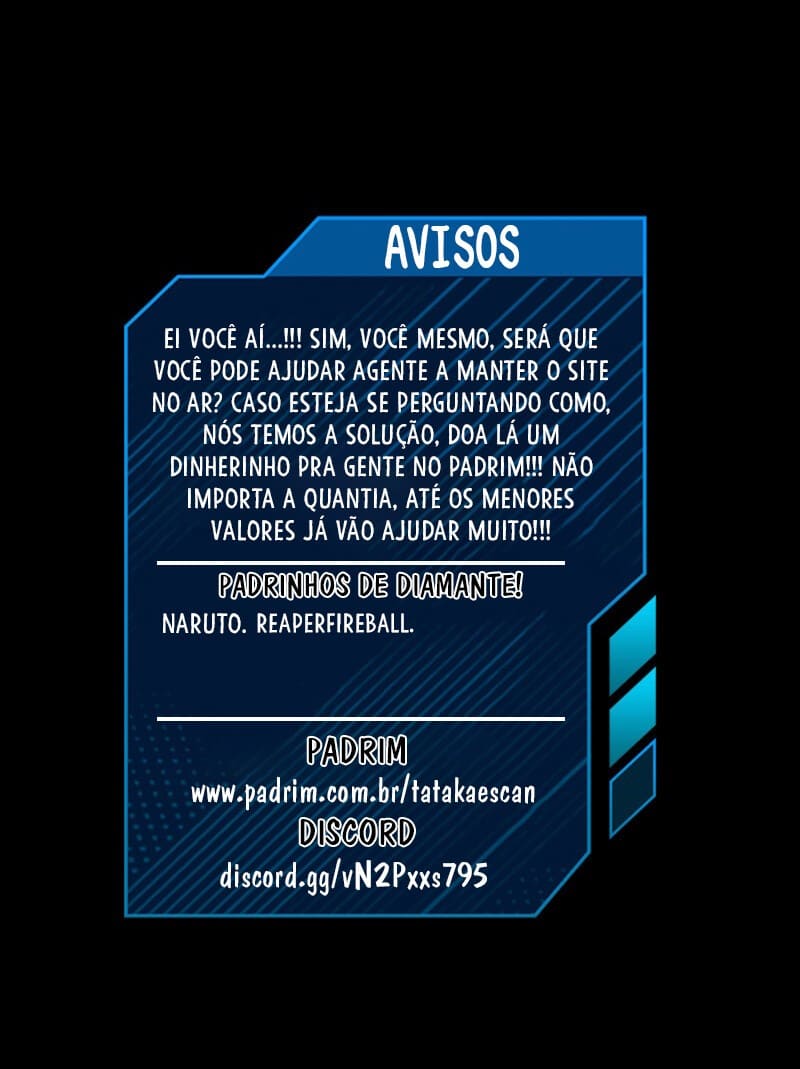 AVISOS
EI VOCÊ AÍ...!!! SIM, VOCÊ MESMO, SERÁ QUE
VOCÊ PODE AJUDAR AGENTE A MANTER O SITE
NO AR? CASO ESTEJA SE PERGUNTANDO COMO,
NÓS TEMOS A SOLUÇÃO, DOA LÁ UM
DINHERINHO PRA GENTE NO PADRIM!!! NÃO
IMPORTA A QUANTIA, ATÉ OS MENORES
VALORES JÁ VÃO AJUDAR MUITO!!!
PADRINHOS DE DIAMANTE!
NARUTO. REAPERFIREBALL.
PADRIM
www.padrim.com.br/tatakaescan
DISCORD
discord.gg/vN2Pxxs795